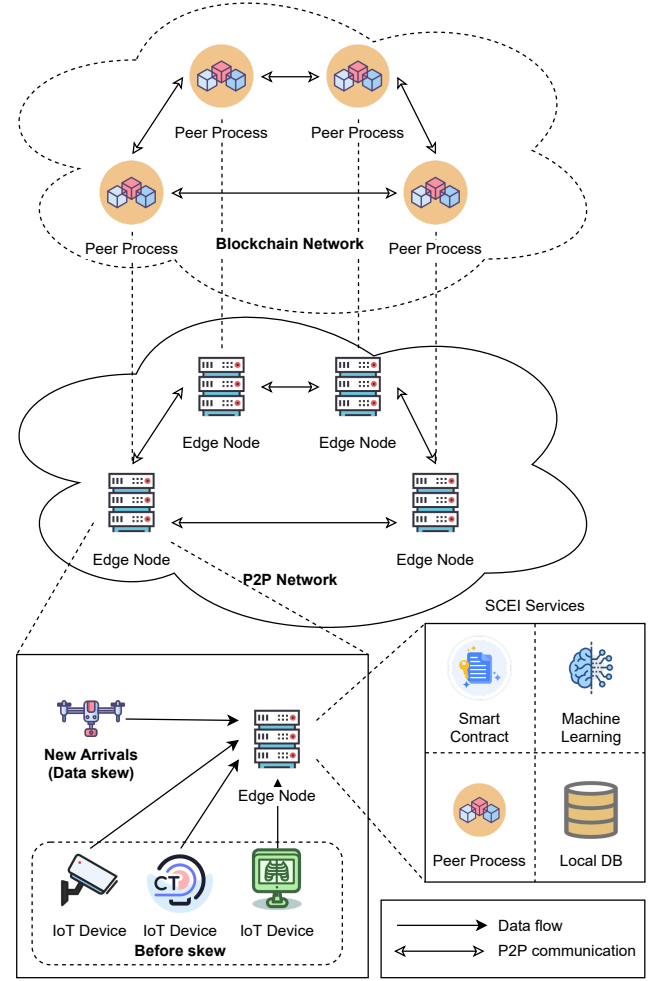 Peer Process
Peer Process
Peer Process
Peer Process
Blockchain Network
Edge Node
Edge Node
Edge Node
Edge Node
P2P Network
SCEI Services
Smart
Contract
Machine
Learning
Peer Process
Local DB
New Arrivals
(Data skew)
Edge Node
CT
IoT Device
IoT Device
IoT Device
Before skew
Data flow
P2P communication